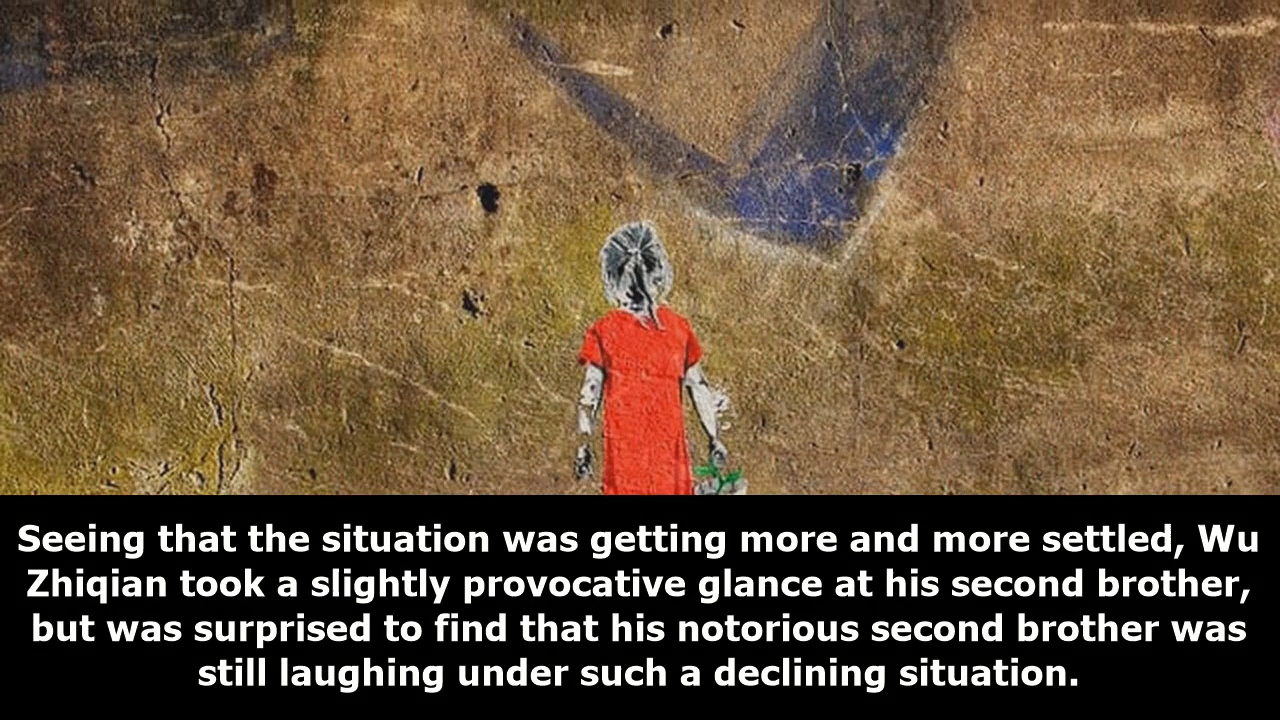 Seeing that the situation was getting more and more settled, Wu
Zhiqian took a slightly provocative glance at his second brother,
but was surprised to find that his notorious second brother was
still laughing under such a declining situation.